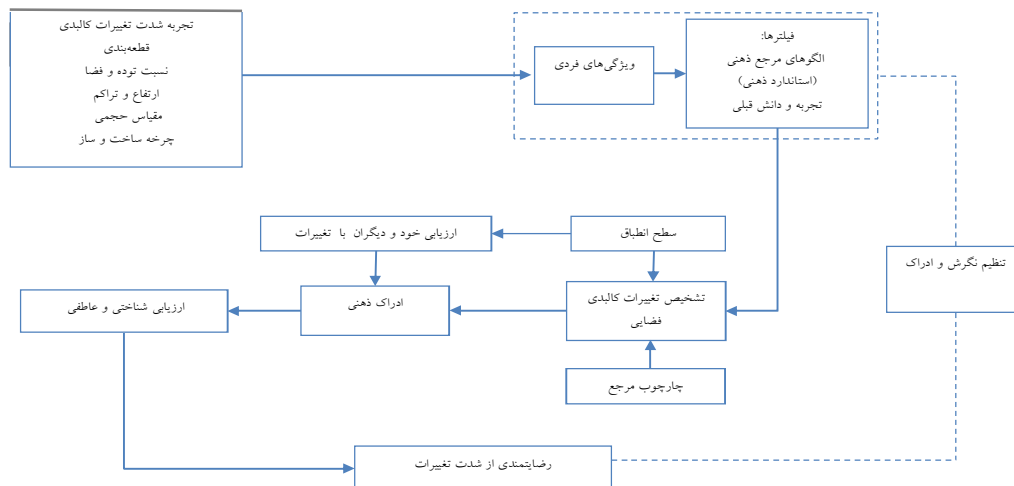 تجربه شدت تغییرات کالبدی
قطعه‌بندی
نسبت توده و فضا
ارتفاع و تراکم
مقیاس حجمی
چرخه ساخت و ساز
ویژگی‌های فردی
فیلترها:
الگوهای مرجع ذهنی
(استاندارد ذهنی)
تجربه و دانش قبلی
ارزیابی خود و دیگران با تغییرات
سطح انطباق
تنظیم نگرش و ادراک
ارزیابی شناختی و عاطفی
ادراک ذهنی
تشخیص تغییرات کالبدی
فضایی
چارچوب مرجع
رضایتمندی از شدت تغییرات